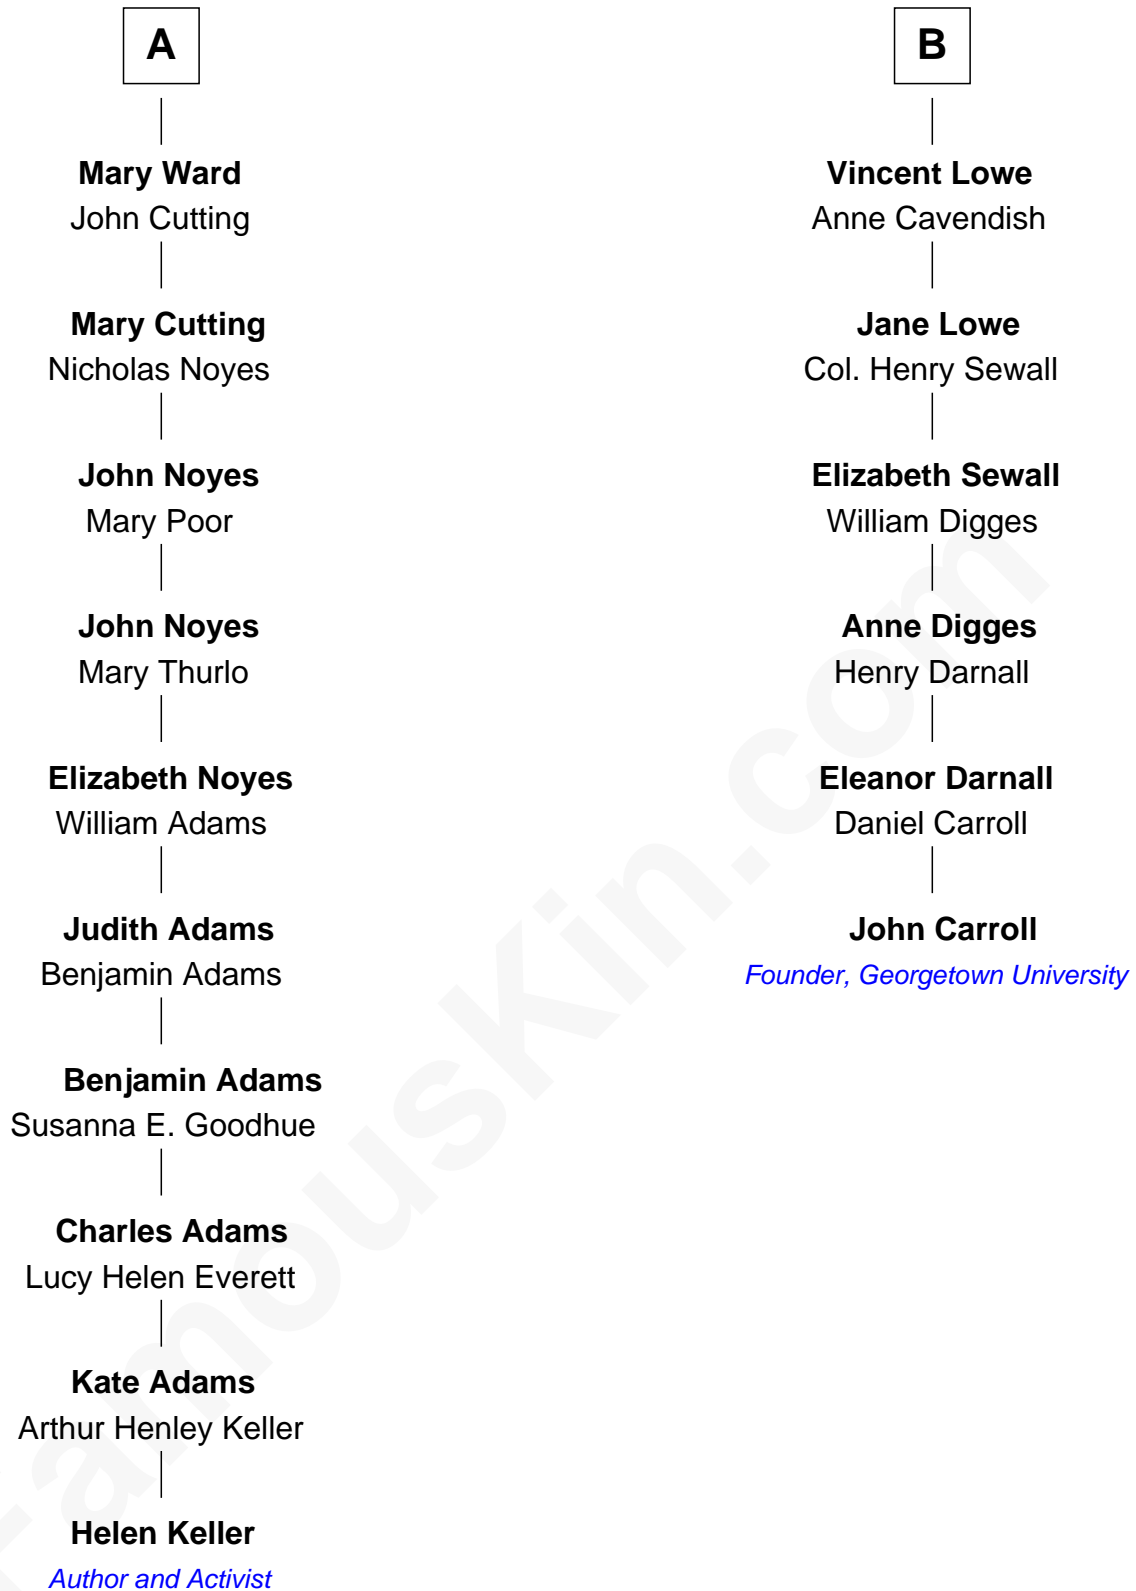 A
Mary Ward
John Cutting
Mary Cutting
Nicholas Noyes
John Noyes
Mary Poor
John Noyes
Mary Thurlo
Elizabeth Noyes
William Adams
Judith Adams
Benjamin Adams
Benjamin Adams
Susanna E. Goodhue
Charles Adams
Lucy Helen Everett
Kate Adams
Arthur Henley Keller
Helen Keller
Author and Activist
B
Vincent Lowe
Anne Cavendish
Jane Lowe
Col. Henry Sewall
Elizabeth Sewall
William Digges
Anne Digges
Henry Darnall
Eleanor Darnall
Daniel Carroll
John Carroll
Founder, Georgetown University
FamousKin.com